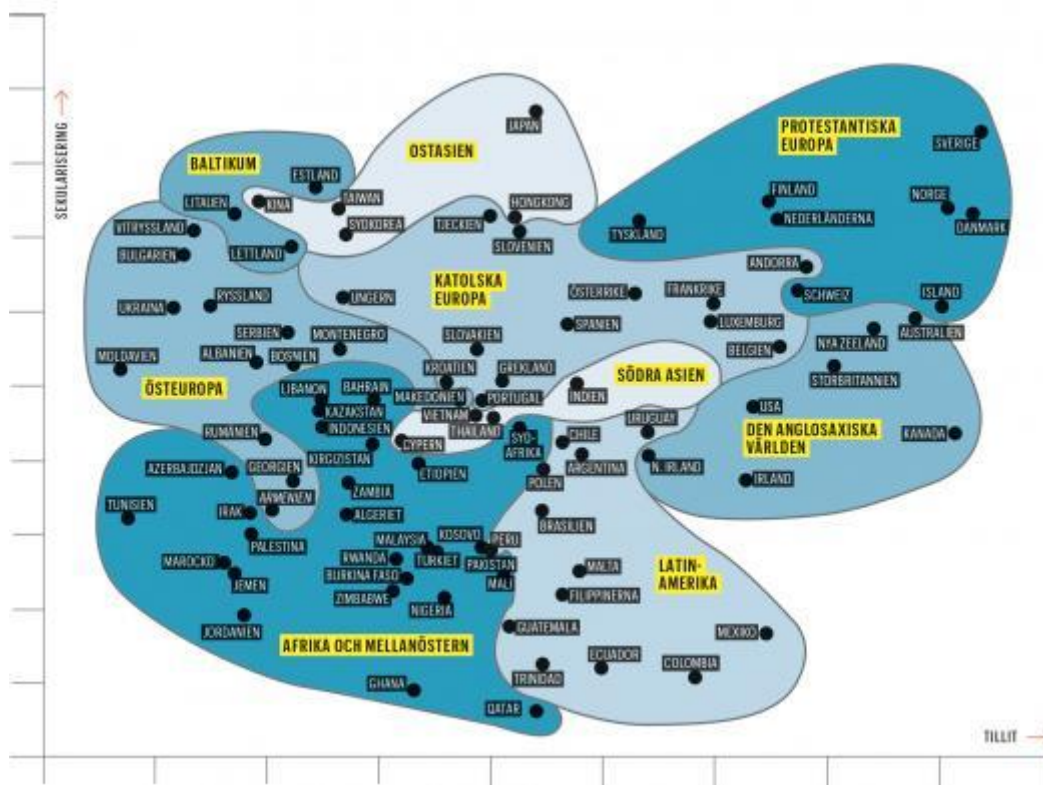 SEKULARISERING
JAPAN
PROTESTANTISKA
EUROPA
SVERIGE
OSTASIEN
BALTIKUM
ESTLAND
TAIWAN
KINA
LITAUEN
FINLAND
NORGE
HONGKONG
NEDERLÄNDERNA
DANMARK
SYDKOREA
TJECKIEN
VITRYSSLAND
TYSKLAND
SLOVENIEN
BULGARIEN
LETTLAND
ANDORRA
KATOLSKA
EUROPA
ÖSTERRIKE
FRANKRIKE
SCHWEIZ
ISLAND
RYSSLAND
UNGERN
UKRAINA
SPANIEN
LUXEMBURG
AUSTRALIEN
SERBIEN
MONTENEGRO
SLOVAKIEN
NYA ZEELAND
BELGIEN
MOLDAVIEN
ALBANIEN
BOSNIEN
KROATIEN
GREKLAND
SÖDRA ASIEN
STORBRITANNIEN
ÖSTEUROPA
LIBANON
BAHRAIN
MAKEDONIEN
PORTUGAL
INDIEN
KAZAKSTAN
VIETNAM
THAILAND
URUGUAY
USA
INDONESIEN
DEN ANGLOSAXISKA
VÄRLDEN
KANADA
RUMÄNIEN
CYPERN
SYD-
AFRIKA
CHILE
KIRGIZISTAN
AZERBAJDZJAN
GEORGIEN
ETIOPIEN
ARGENTINA
N. IRLAND
POLEN
IRLAND
TUNISIEN
ARMENIEN
ZAMBIA
IRAK
ALGERIET
BRASILIEN
PALESTINA
MALAYSIA
KOSOVO
PERU
MAROCKO
RWANDA
TURKIET
PAKISTAN
MALTA
LATIN-
AMERIKA
JEMEN
BURKINA FASO
MALI
ZIMBABWE
NIGERIA
FILIPPINERNA
JORDANIEN
GUATEMALA
MEXIKO
AFRIKA OCH MELLANÖSTERN
ECUADOR
COLOMBIA
TRINIDAD
GHANA
QATAR
TILLIT